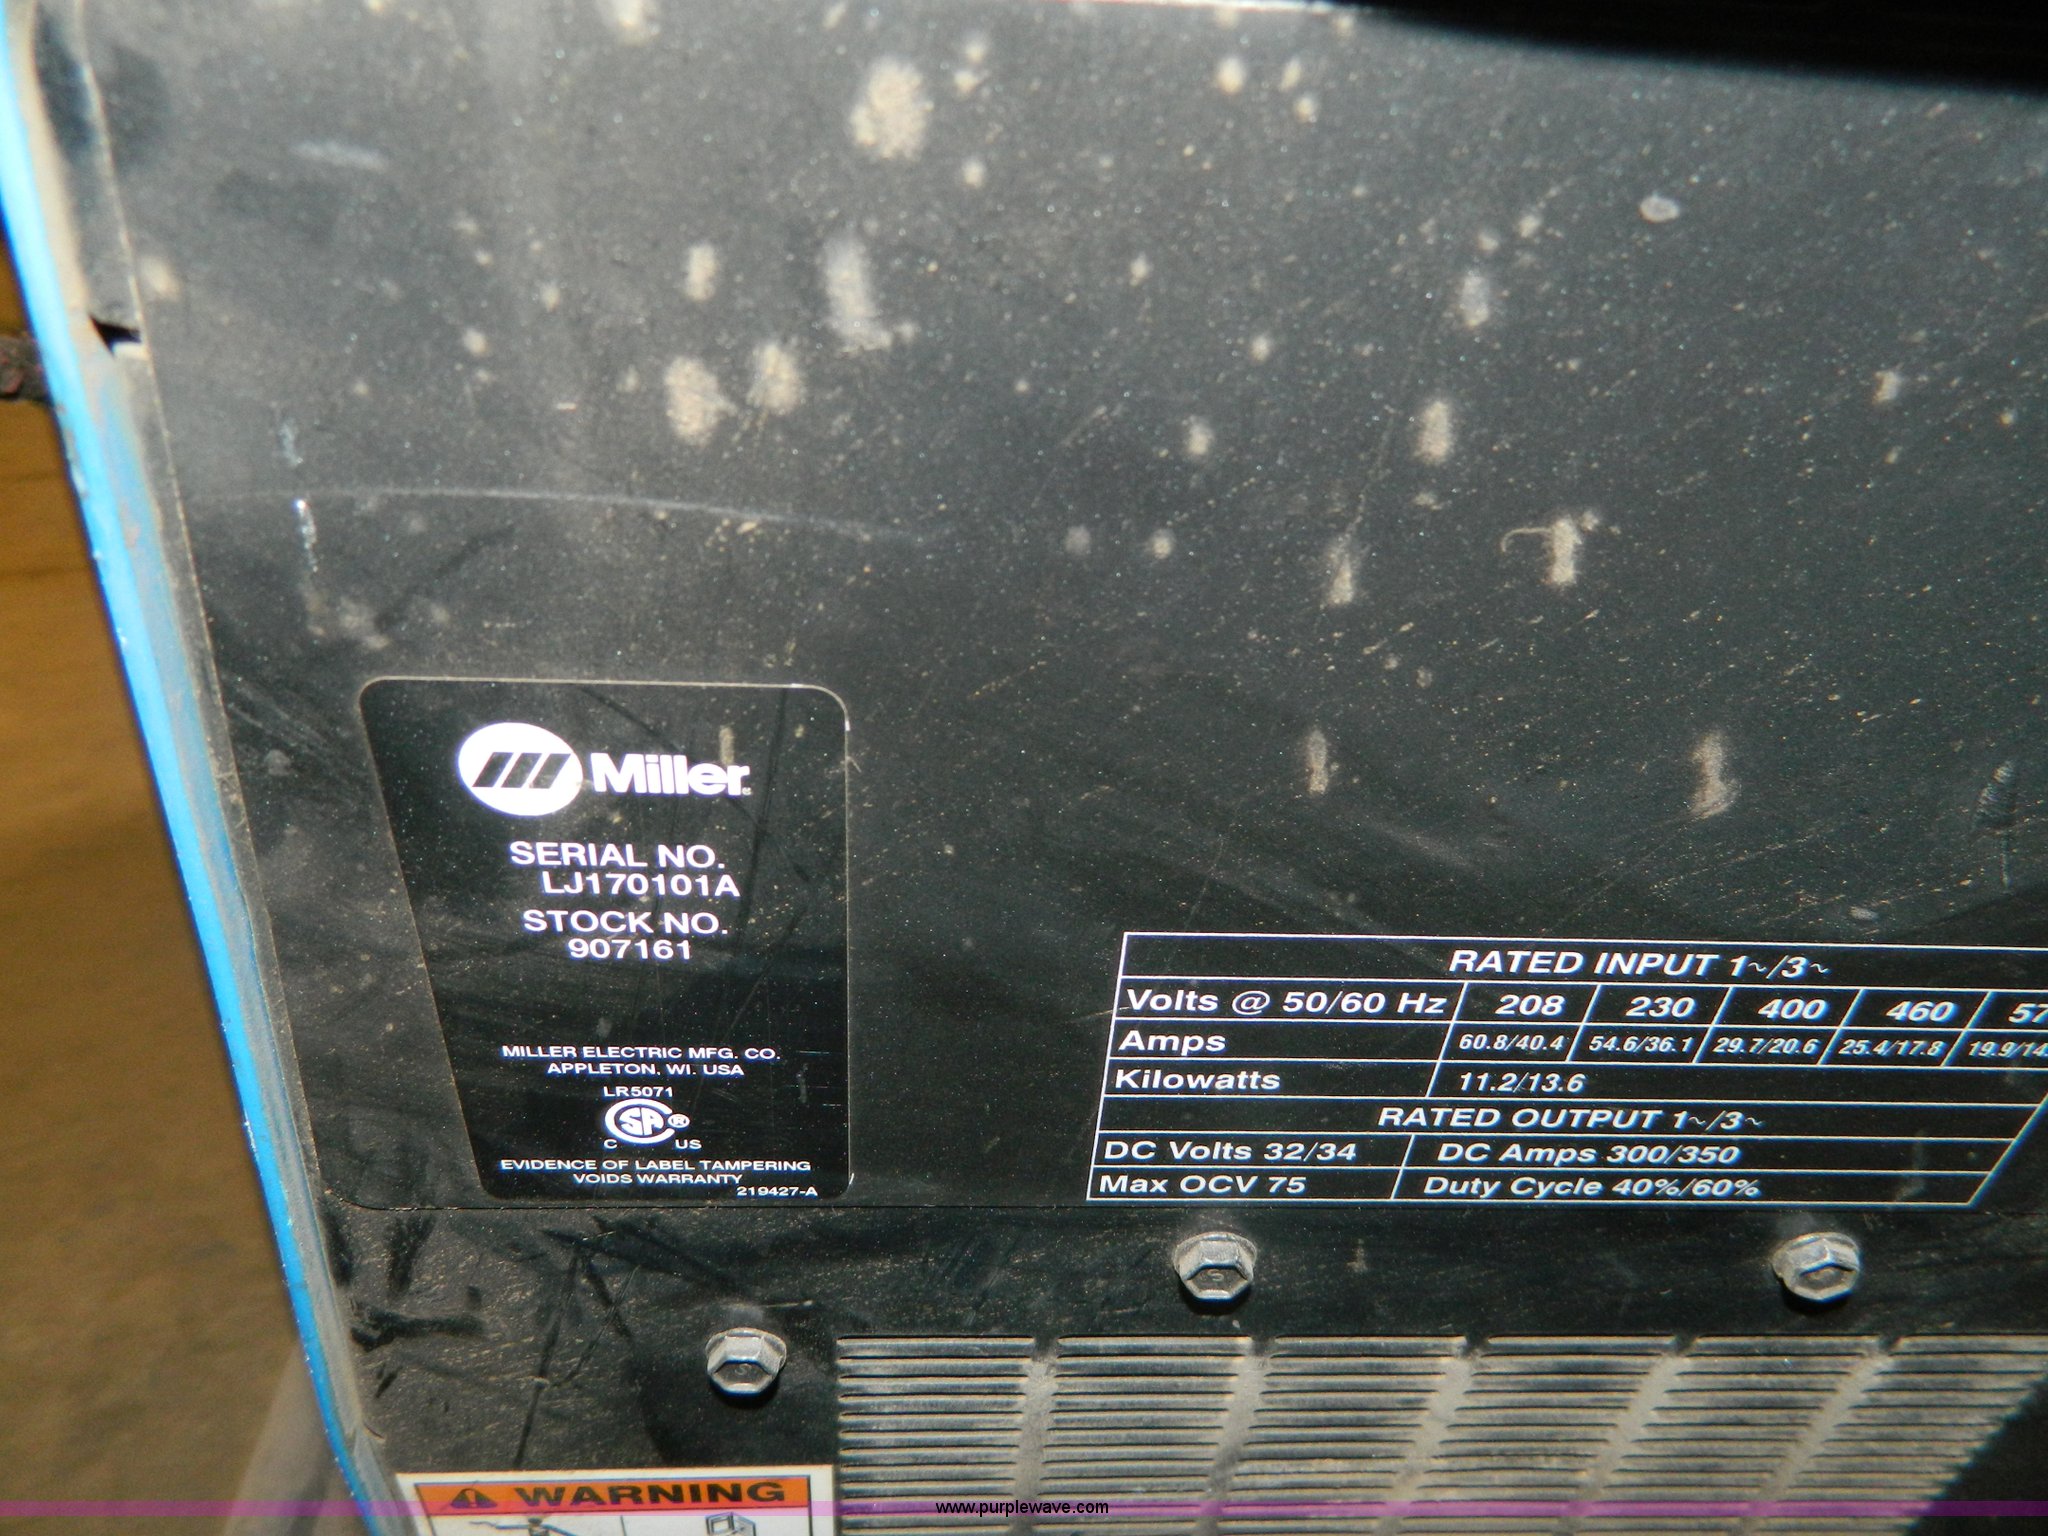 Miller
SERIAL NO.
LJ170101A
STOCK NO.
907161
MILLER ELECTRIC MFG. CO.
APPLETON, WI. USA
LR5071
CSA®
C US
EVIDENCE OF LABEL TAMPERING
VOIDS WARRANTY
219427-A
RATED INPUT 1~/3~
Volts @ 50/60 Hz 208 230 400 460
Amps 60.8/40.4 54.6/36.1 29.7/20.6 25.4/17.8
Kilowatts 11.2/13.6
RATED OUTPUT 1~/3~
DC Volts 32/34 DC Amps 300/350
Max OCV 75 Duty Cycle 40%/60%
WARNING
www.purplewave.com